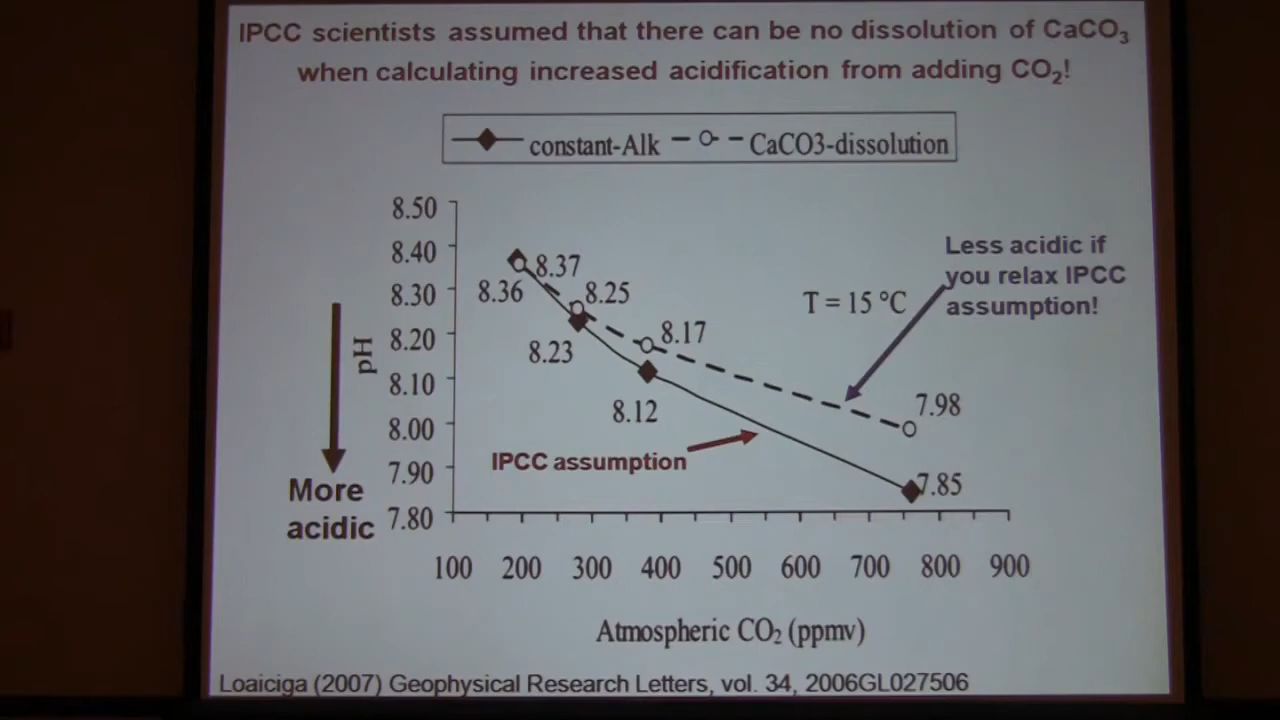 IPCC scientists assumed that there can be no dissolution of CaCO₃
when calculating increased acidification from adding CO₂!
constant-Alk
CaCO3-dissolution
8.50
8.40
8.30
8.20
8.10
8.00
7.90
7.80
pH
More
acidic
8.37
8.36
8.25
8.23
8.17
8.12
7.98
7.85
T = 15 °C
Less acidic if
you relax IPCC
assumption!
IPCC assumption
100 200 300 400 500 600 700 800 900
Atmospheric CO₂ (ppmv)
Loaiciga (2007) Geophysical Research Letters, vol. 34, 2006GL027506